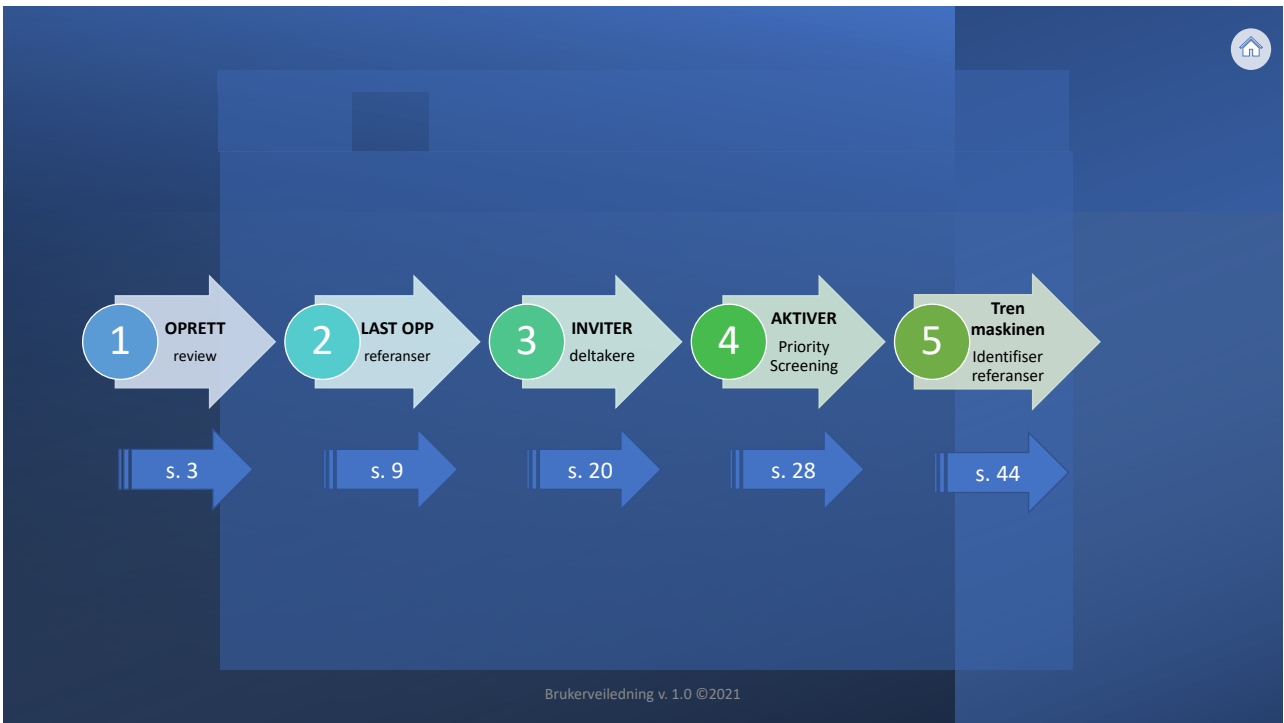 1
OPRETT
review
2
LAST OPP
referanser
3
INVITER
deltakere
4
AKTIVER
Priority
Screening
5
Tren
maskinen
Identifiser
referanser
s. 3
s. 9
s. 20
s. 28
s. 44
Brukerveiledning v. 1.0 ©2021